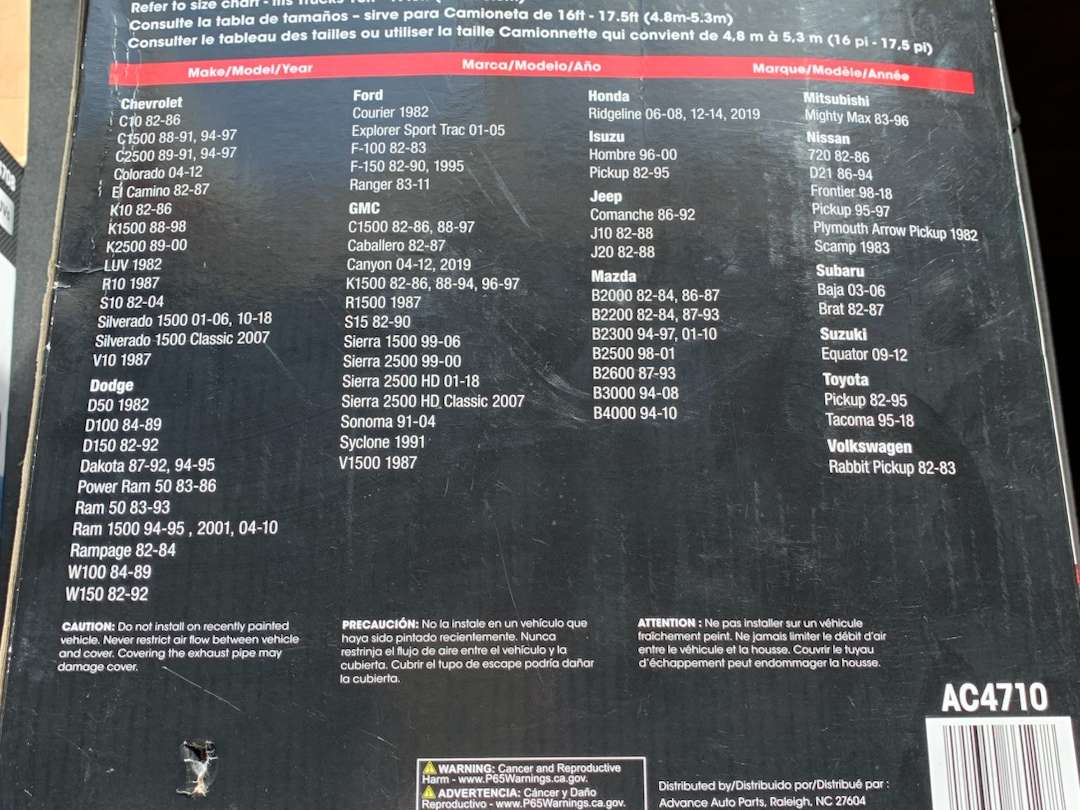 Refer to size chart - fits Trucks
Consulte la tabla de tamaños – sirve para Camioneta de 16ft - 17.5ft (4.8m-5.3m)
Consulter le tableau des tailles ou utiliser la taille Camionnette qui convient de 4,8 m à 5,3 m (16 pi - 17,5 pi)
Make/Model/Year
Marca/Modelo/Año
Marque/Modèle/Année
Chevrolet
C10 82-86
C1500 88-91, 94-97
C2500 89-91, 94-97
Colorado 04-12
El Camino 82-87
K10 82-86
K1500 88-98
K2500 89-00
LUV 1982
R10 1987
S10 82-04
Silverado 1500 01-06, 10-18
Silverado 1500 Classic 2007
V10 1987
Dodge
D50 1982
D100 84-89
D150 82-92
Dakota 87-92, 94-95
Power Ram 50 83-86
Ram 50 83-93
Ram 1500 94-95 , 2001, 04-10
Rampage 82-84
W100 84-89
W150 82-92
Ford
Courier 1982
Explorer Sport Trac 01-05
F-100 82-83
F-150 82-90, 1995
Ranger 83-11
GMC
C1500 82-86, 88-97
Caballero 82-87
Canyon 04-12, 2019
K1500 82-86, 88-94, 96-97
R1500 1987
S15 82-90
Sierra 1500 99-06
Sierra 2500 99-00
Sierra 2500 HD 01-18
Sierra 2500 HD Classic 2007
Sonoma 91-04
Syclone 1991
V1500 1987
Honda
Ridgeline 06-08, 12-14, 2019
Isuzu
Hombre 96-00
Pickup 82-95
Jeep
Comanche 86-92
J10 82-88
J20 82-88
Mazda
B2000 82-84, 86-87
B2200 82-84, 87-93
B2300 94-97, 01-10
B2500 98-01
B2600 87-93
B3000 94-08
B4000 94-10
Mitsubishi
Mighty Max 83-96
Nissan
720 82-86
D21 86-94
Frontier 98-18
Pickup 95-97
Plymouth Arrow Pickup 1982
Scamp 1983
Subaru
Baja 03-06
Brat 82-87
Suzuki
Equator 09-12
Toyota
Pickup 82-95
Tacoma 95-18
Volkswagen
Rabbit Pickup 82-83
CAUTION: Do not install on recently painted
vehicle. Never restrict air flow between vehicle
and cover. Covering the exhaust pipe may
damage cover.
PRECAUCIÓN: No la instale en un vehículo que
haya sido pintado recientemente. Nunca
restrinja el flujo de aire entre el vehículo y la
cubierta. Cubrir el tupo de escape podría dañar
la cubierta.
ATTENTION : Ne pas installer sur un véhicule
fraîchement peint. Ne jamais limiter le débit d'air
entre le véhicule et la housse. Couvrir le tuyau
d'échappement peut endommager la housse.
AC4710
WARNING: Cancer and Reproductive
Harm - www.P65Warnings.ca.gov.
ADVERTENCIA: Cáncer y Daño
Reproductivo - www.P65Warnings.ca.gov.
Distributed by/Distribuido por/Distribué par :
Advance Auto Parts, Raleigh, NC 27604